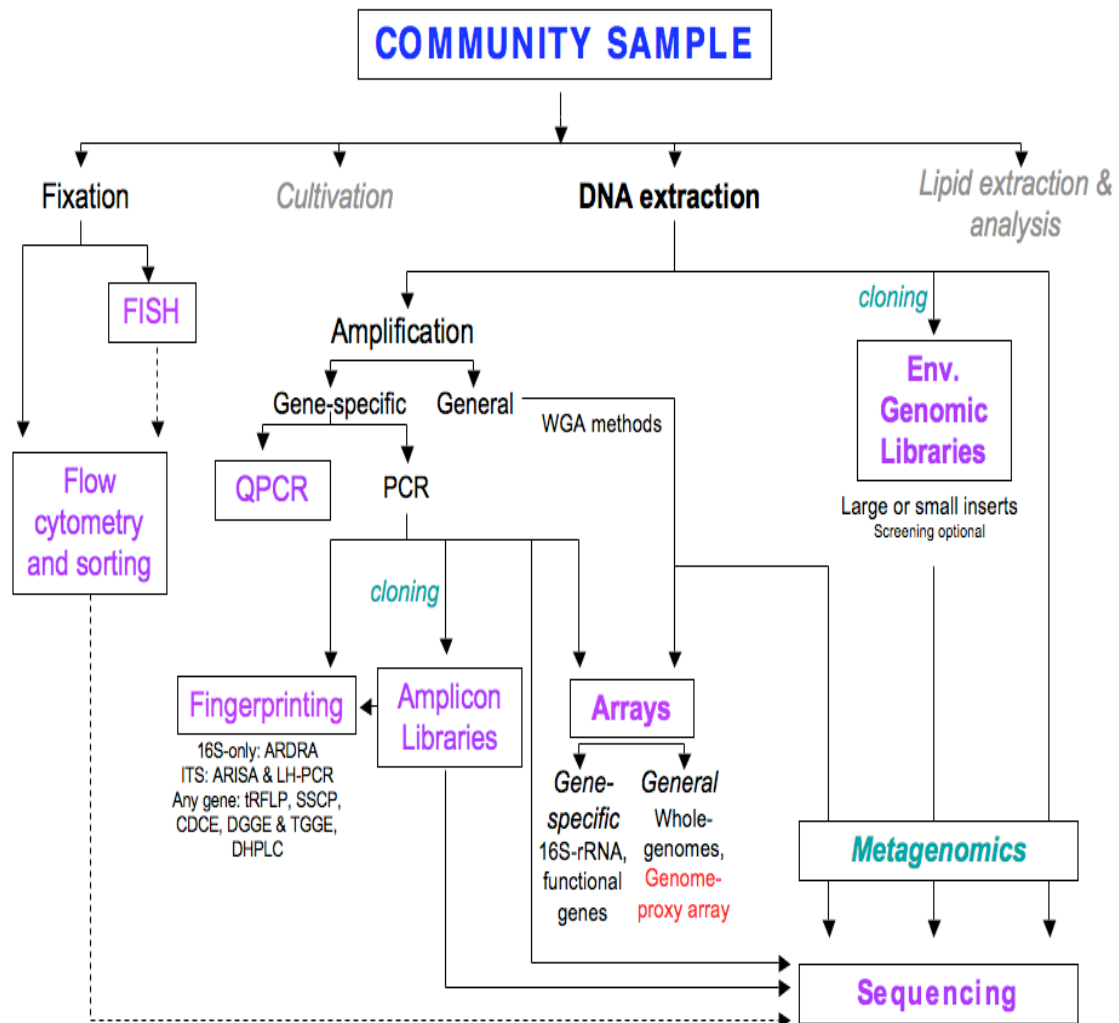 COMMUNITY SAMPLE
Fixation
Cultivation
DNA extraction
Lipid extraction &
analysis
FISH
cloning
Amplification
Env.
Genomic
Libraries
Gene-specific
General
WGA methods
Flow
cytometry
and sorting
QPCR
PCR
Large or small inserts
Screening optional
cloning
Fingerprinting
Amplicon
Libraries
Arrays
16S-only: ARDRA
ITS: ARISA & LH-PCR
Any gene: tRFLP, SSCP,
CDCE, DGGE & TGGE,
DHPLC
Gene-
specific
16S-rRNA,
functional
genes
General
Whole-
genomes,
Genome-
proxy array
Metagenomics
Sequencing